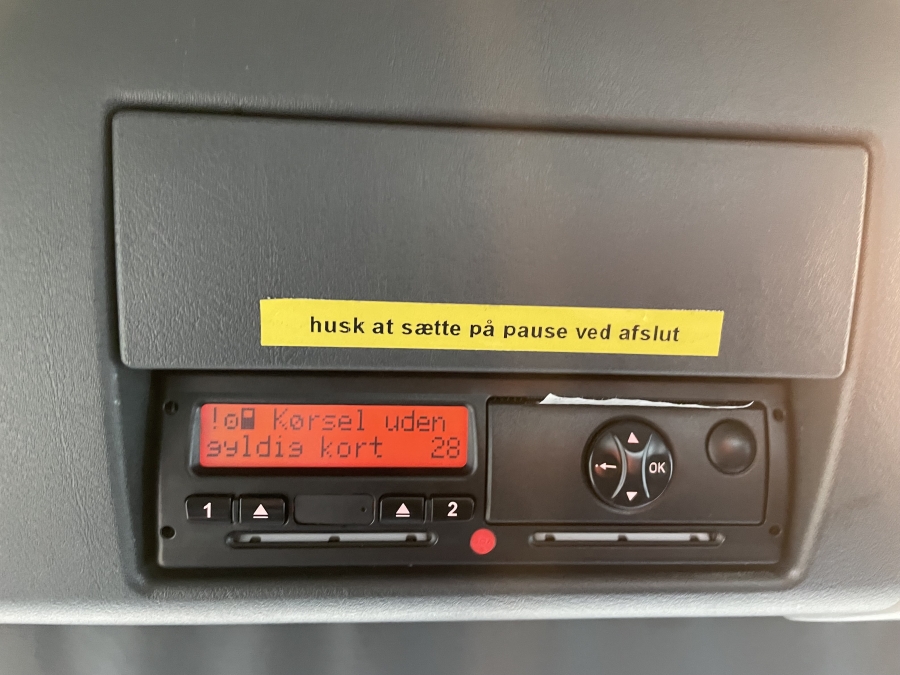 husk at sætte på pause ved afslut
!o Kørsel uden
gyldig kort 28
1 2
OK